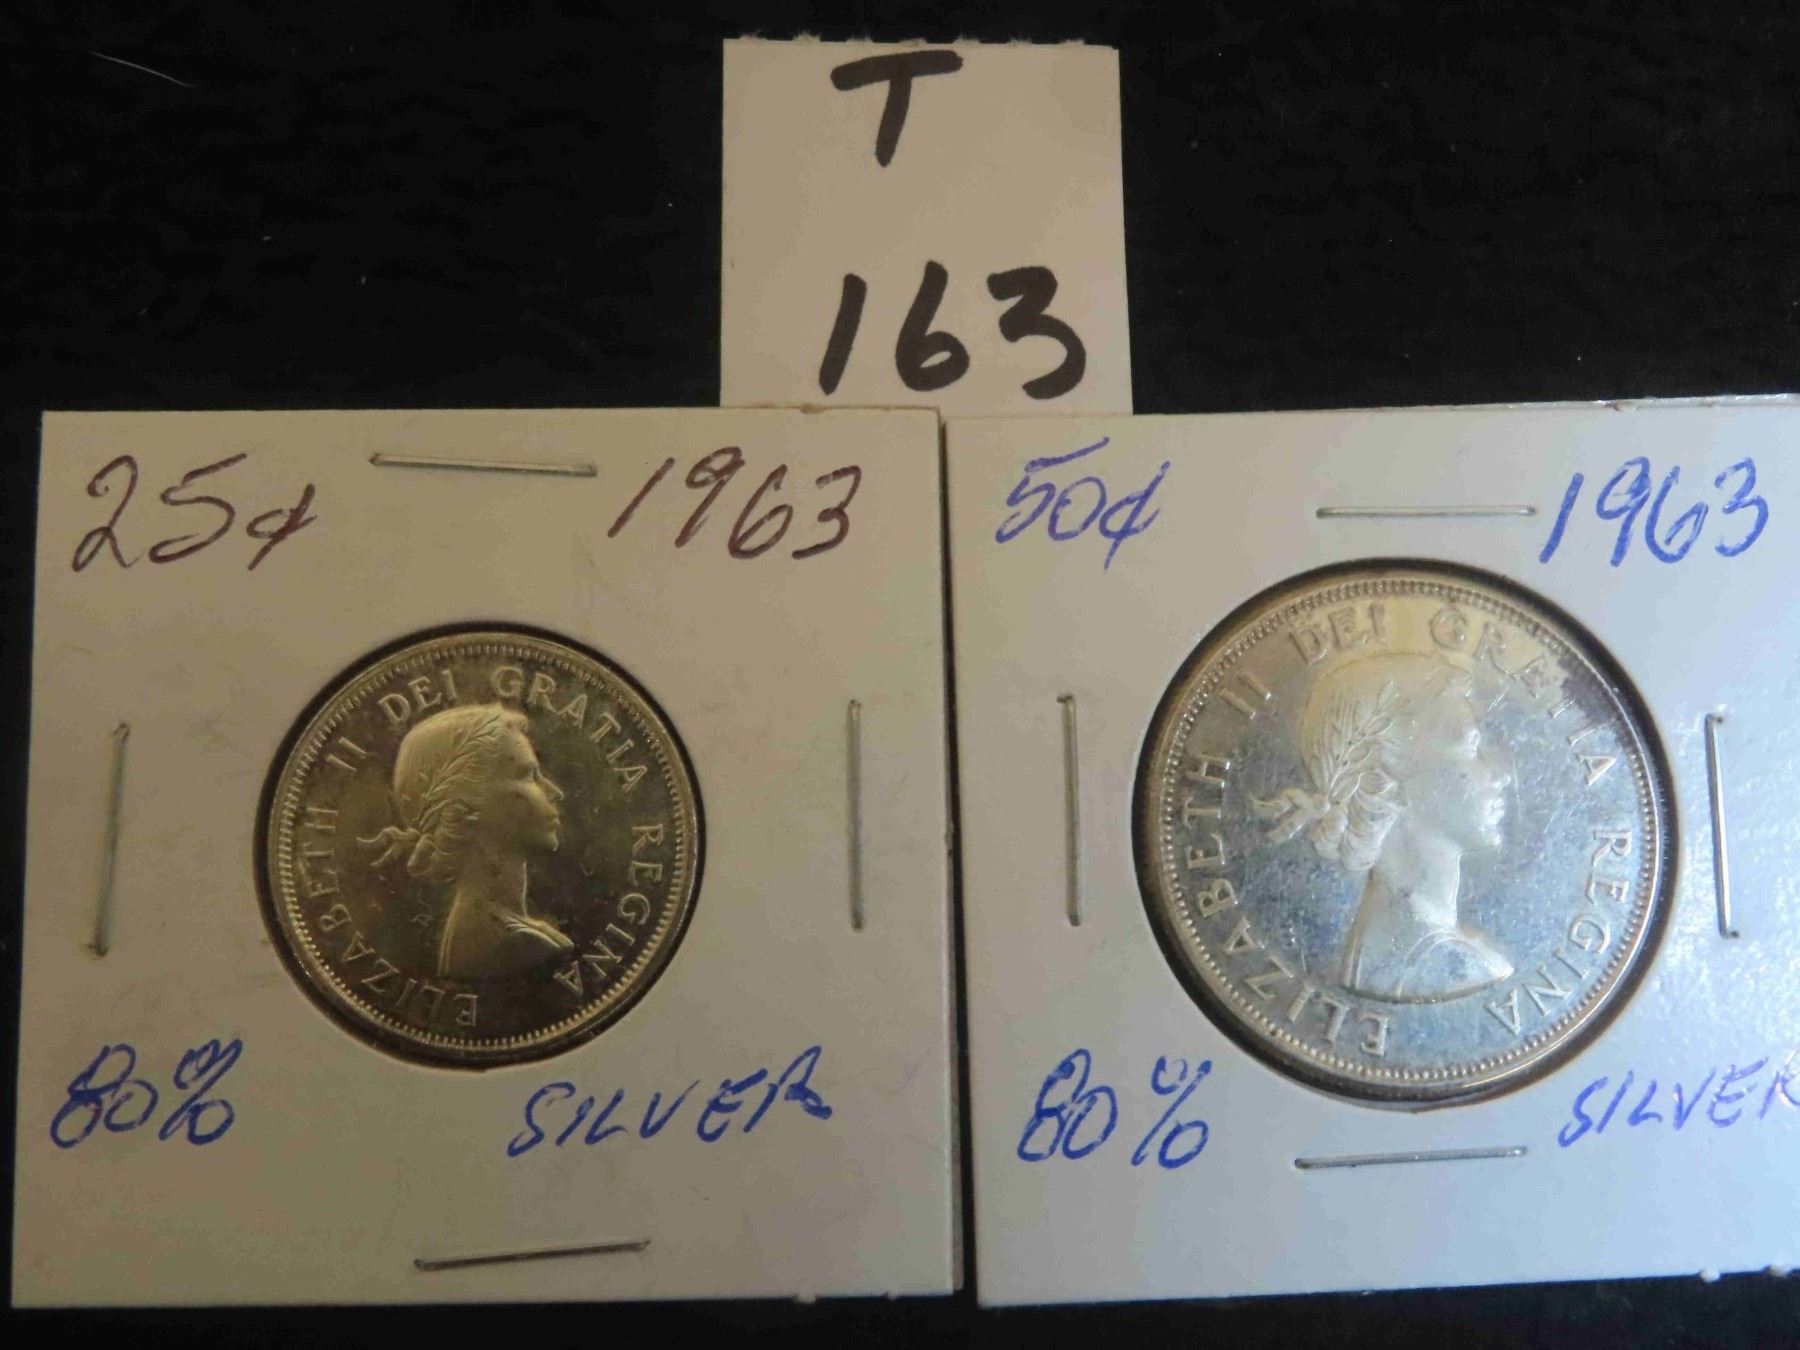 T
163
25¢ 1963
ELIZABETH II DEI GRATIA REGINA
80% SILVER
50¢ 1963
ELIZABETH II DEI GRATIA REGINA
80% SILVER